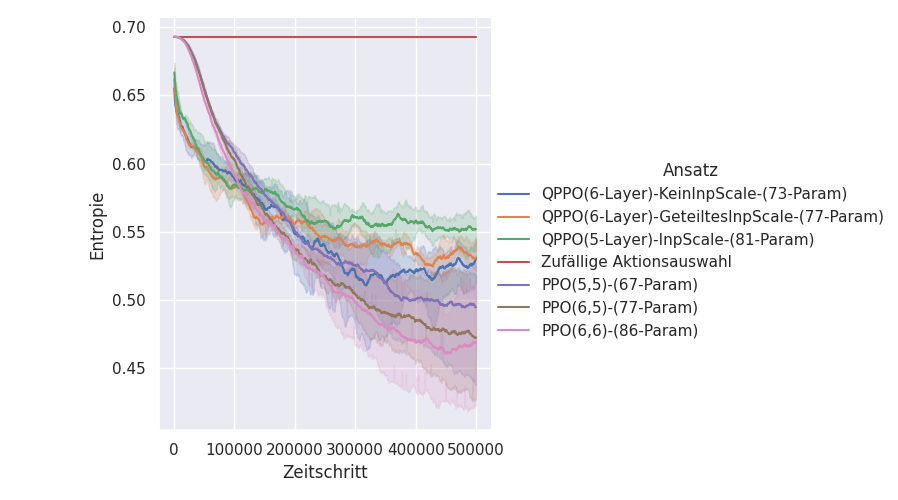 0.70
0.65
0.60
0.55
0.50
0.45
Entropie
0 100000 200000 300000 400000 500000
Zeitschritt
Ansatz
QPPO(6-Layer)-KeinInpScale-(73-Param)
QPPO(6-Layer)-GeteiltesInpScale-(77-Param)
QPPO(5-Layer)-InpScale-(81-Param)
Zufällige Aktionsauswahl
PPO(5,5)-(67-Param)
PPO(6,5)-(77-Param)
PPO(6,6)-(86-Param)